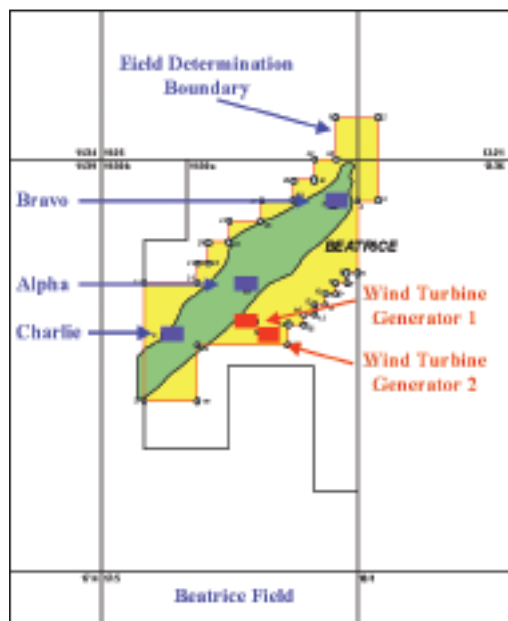 Field Determination
Boundary
Bravo
BEATRICE
Alpha
Wind Turbine
Generator 1
Charlie
Wind Turbine
Generator 2
Beatrice Field